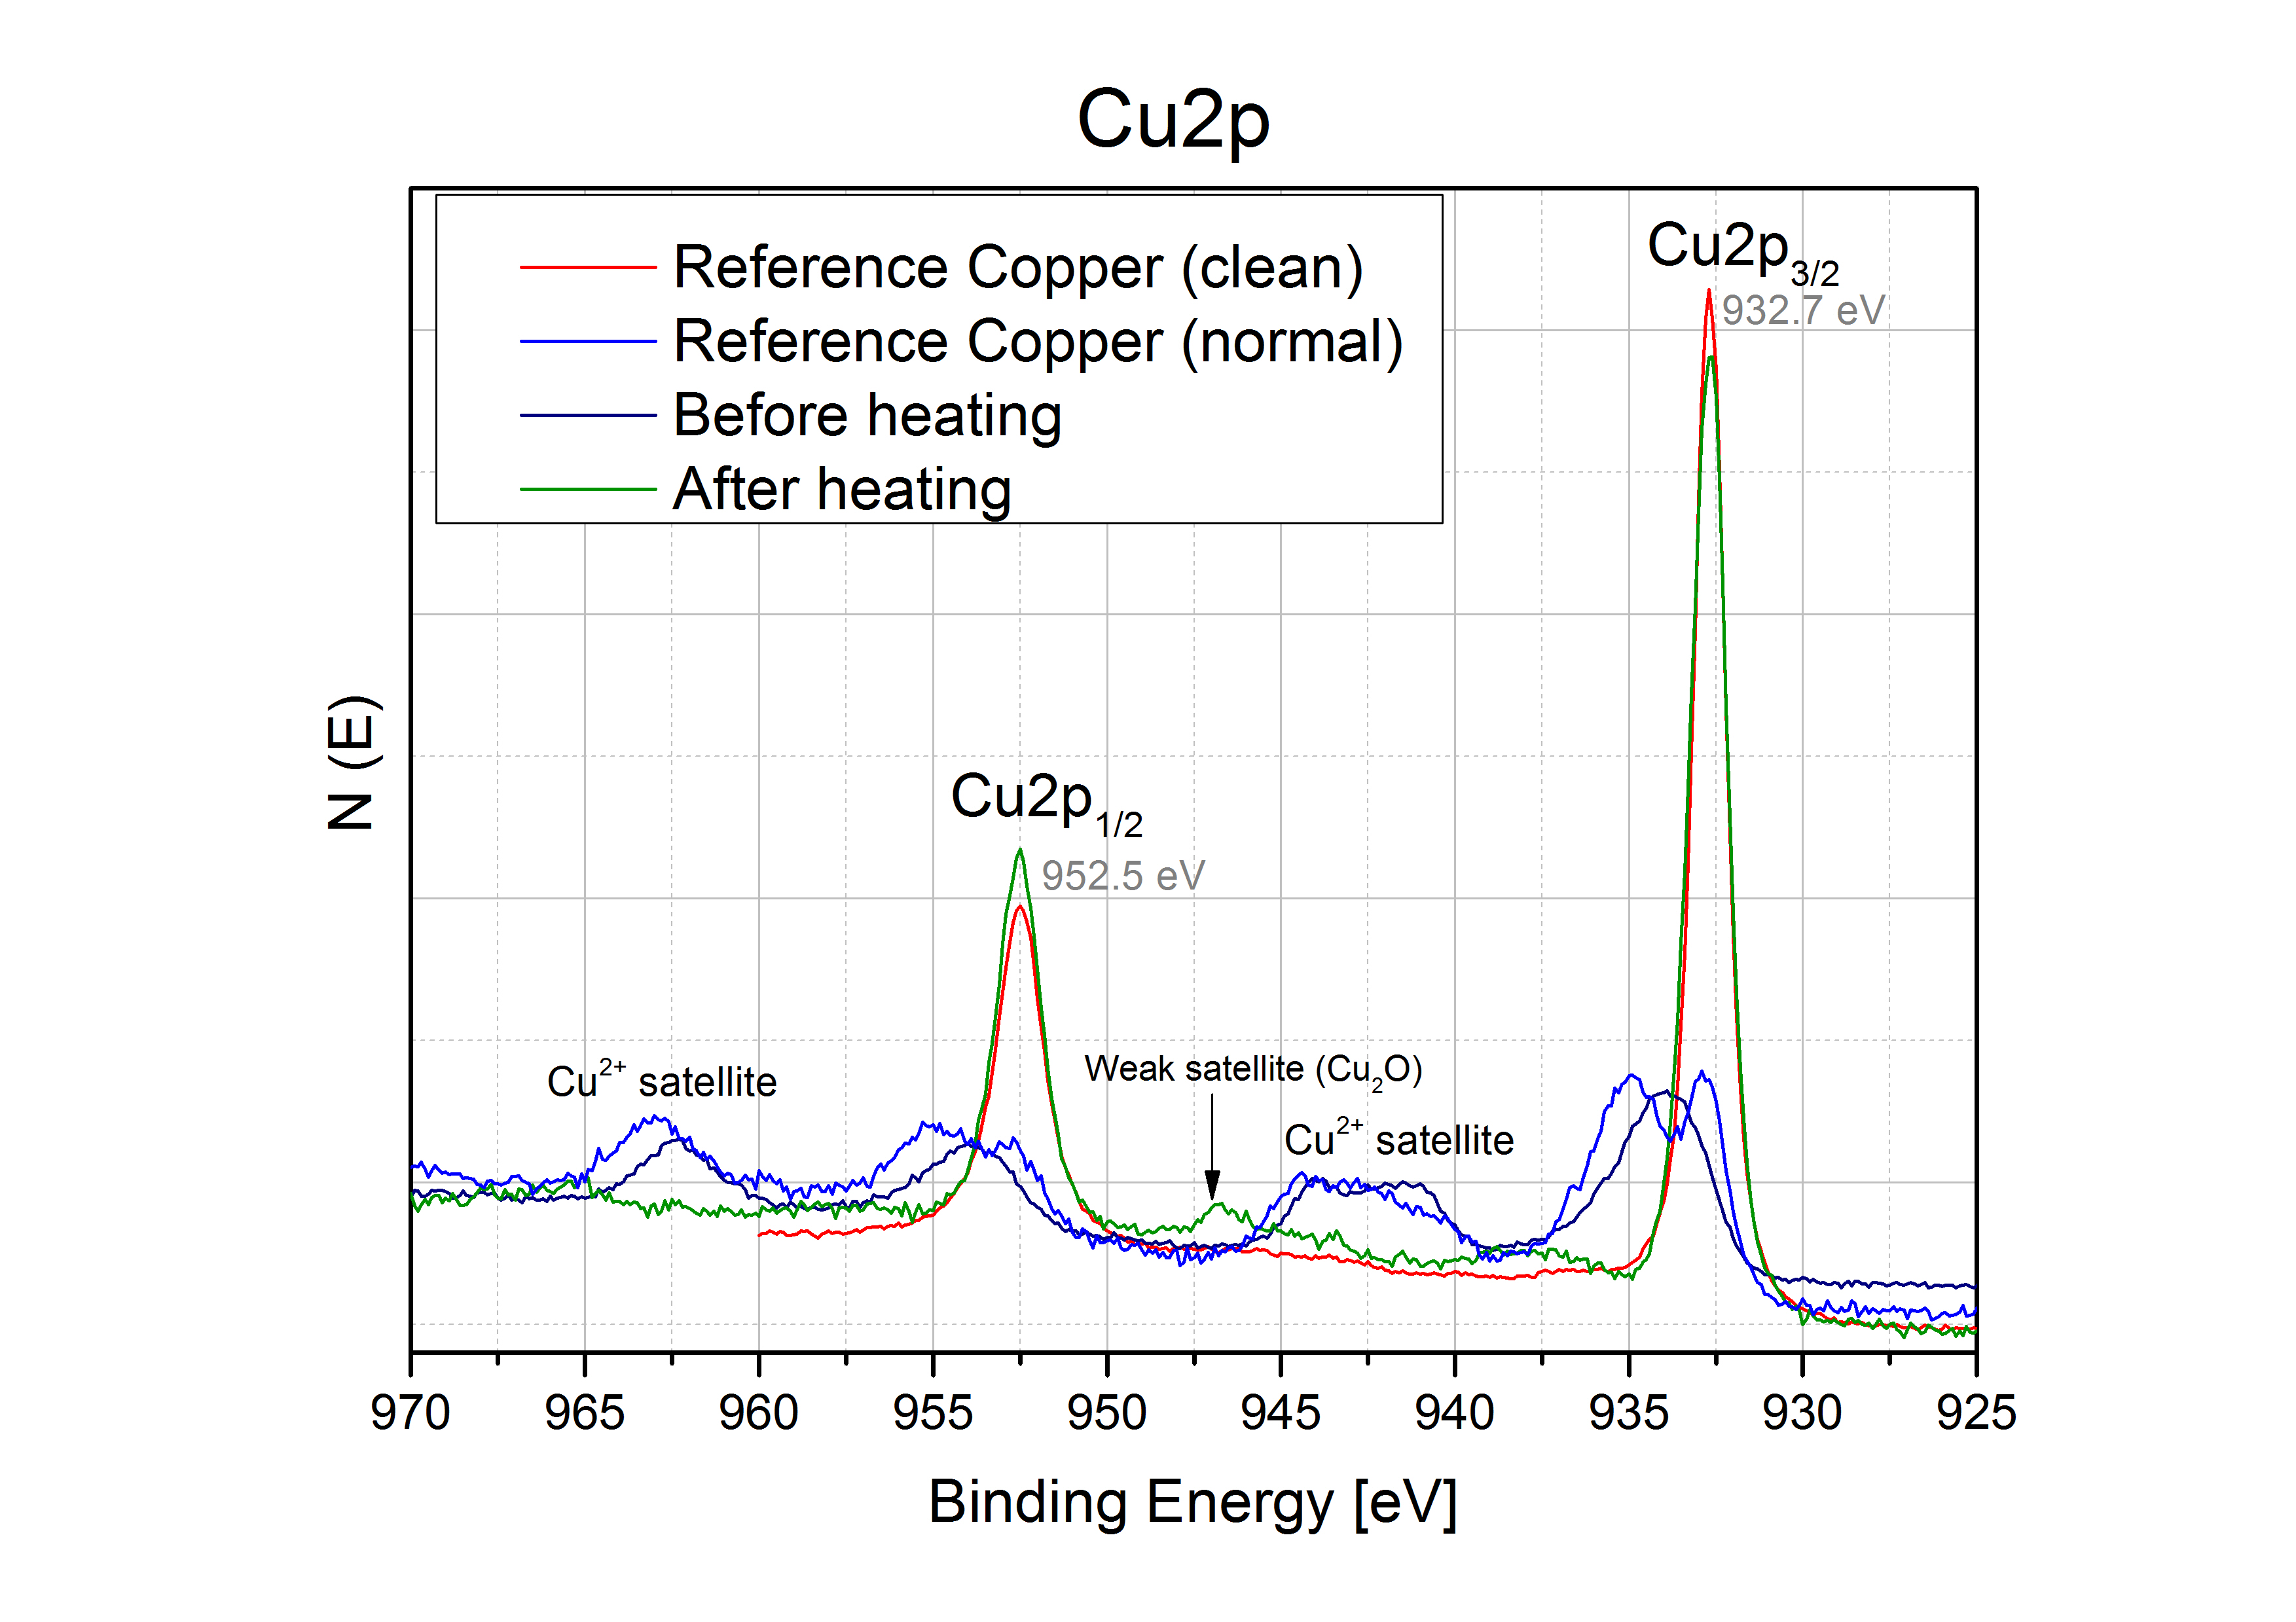 Cu2p
Reference Copper (clean)
Reference Copper (normal)
Before heating
After heating
Cu2p3/2
932.7 eV
N (E)
Cu2p1/2
952.5 eV
Weak satellite (Cu2O)
Cu2+ satellite
Cu2+ satellite
970 965 960 955 950 945 940 935 930 925
Binding Energy [eV]